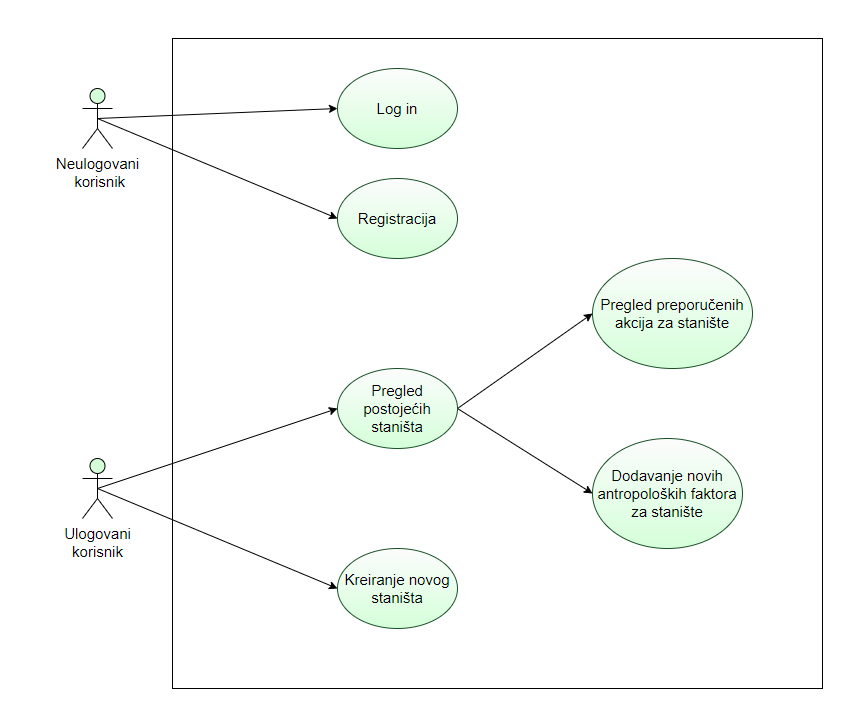 Log in
Neulogovani
korisnik
Registracija
Pregled preporučenih
akcija za stanište
Pregled
postojećih
staništa
Dodavanje novih
antropoloških faktora
za stanište
Ulogovani
korisnik
Kreiranje novog
staništa